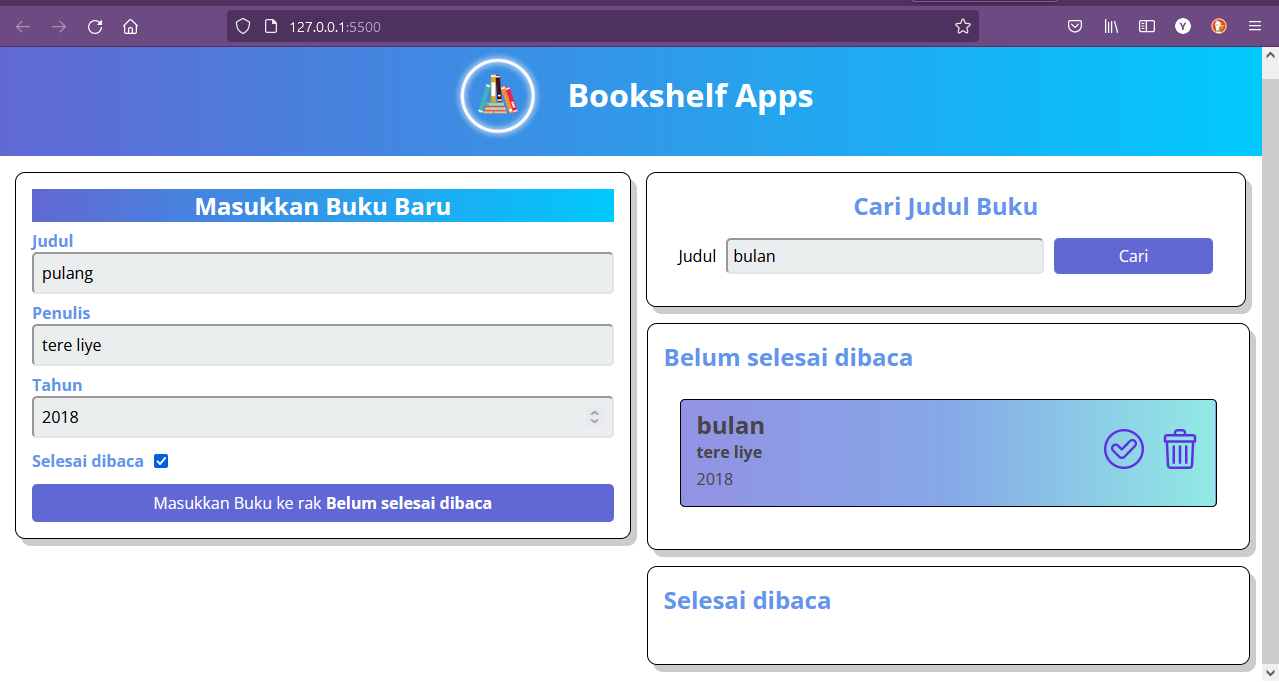 127.0.0.1:5500
Y
Bookshelf Apps
Masukkan Buku Baru
Judul
pulang
Penulis
tere liye
Tahun
2018
Selesai dibaca
Masukkan Buku ke rak Belum selesai dibaca
Cari Judul Buku
Judul bulan Cari
Belum selesai dibaca
bulan
tere liye
2018
Selesai dibaca